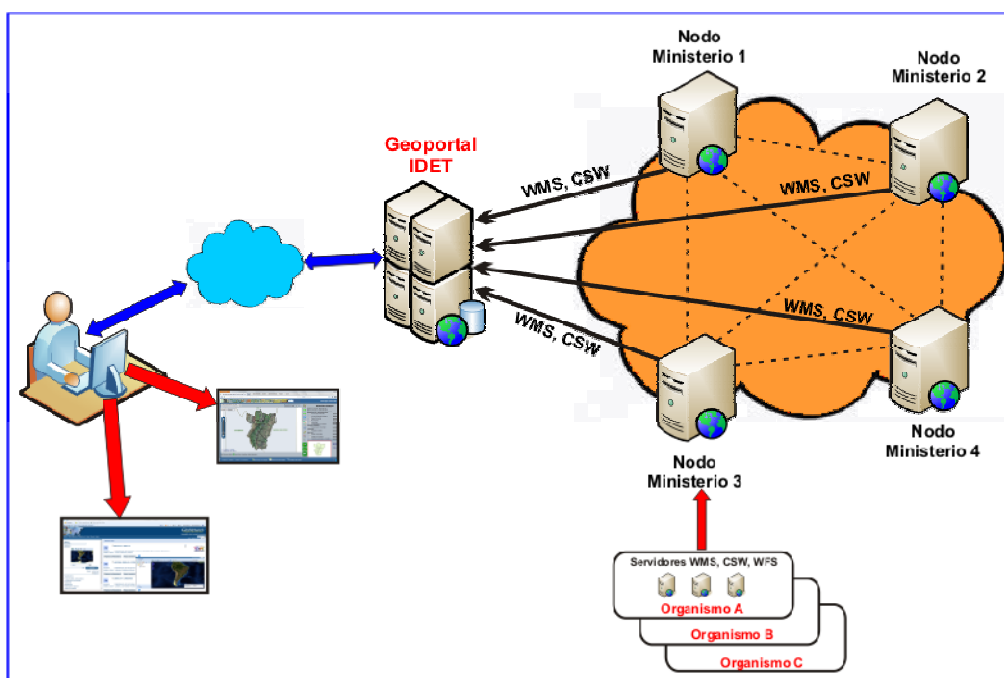 Nodo
Ministerio 1
Nodo
Ministerio 2
Geoportal
IDET
WMS, CSW
WMS, CSW
WMS, CSW
WMS, CSW
Nodo
Ministerio 3
Nodo
Ministerio 4
Servidores WMS, CSW, WFS
Organismo A
Organismo B
Organismo C